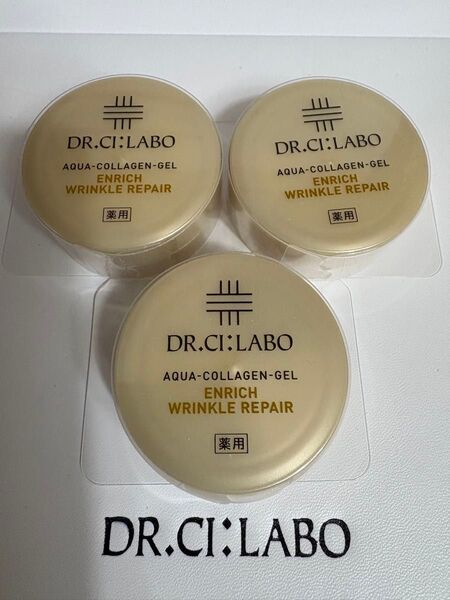 DR.CI:LABO
AQUA-COLLAGEN-GEL
ENRICH
WRINKLE REPAIR
薬用
DR.CI:LABO
AQUA-COLLAGEN-GEL
ENRICH
WRINKLE REPAIR
薬用
DR.CI:LABO
AQUA-COLLAGEN-GEL
ENRICH
WRINKLE REPAIR
薬用
DR.CI:LABO